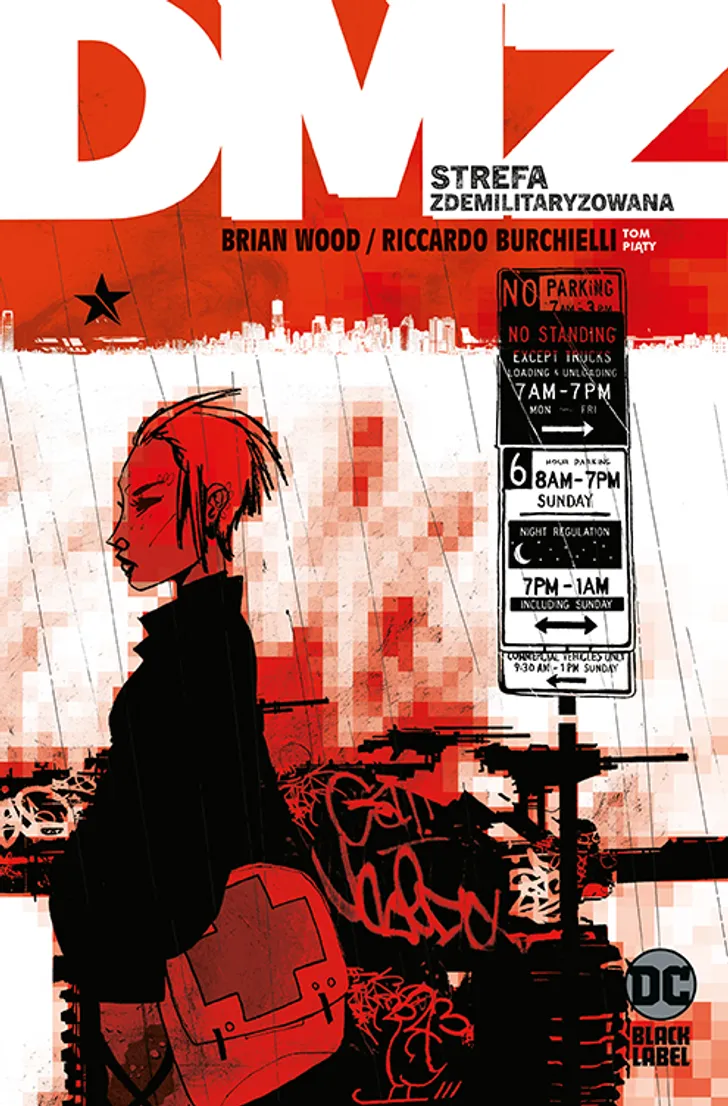 DMZ
STREFA
ZDEMILITARYZOWANA
BRIAN WOOD / RICCARDO BURCHIELLI TOM
PIĄTY
NO PARKING
7AM-3PM
NO STANDING
EXCEPT TRUCKS
LOADING & UNLOADING
7AM-7PM
MON - FRI
6 HOUR PARKING
8AM-7PM
SUNDAY
NIGHT REGULATION
7PM-1AM
INCLUDING SUNDAY
COMMERCIAL VEHICLES ONLY
9:30 AM-1PM SUNDAY
DC
BLACK
LABEL